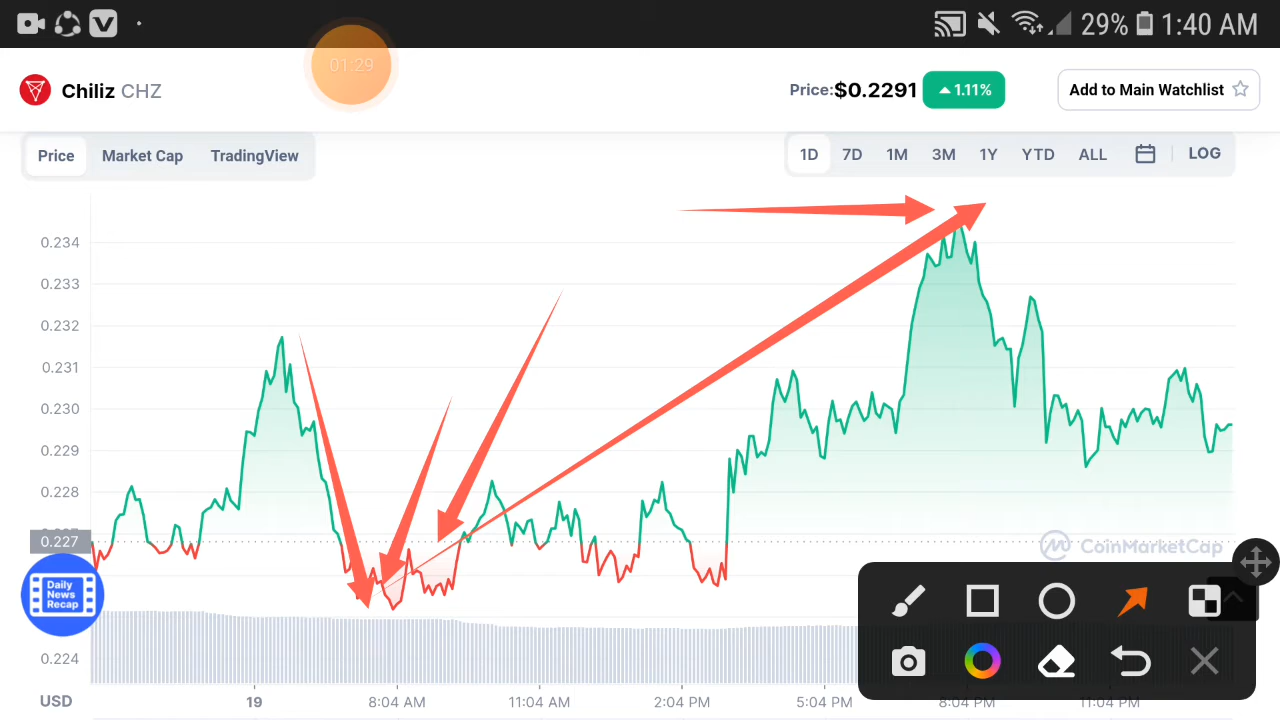 V 29% 1:40 AM
01:29
Chiliz CHZ Price:$0.2291 1.11% Add to Main Watchlist
Price Market Cap TradingView 1D 7D 1M 3M 1Y YTD ALL LOG
0.234
0.233
0.232
0.231
0.230
0.229
0.228
0.227
CoinMarketCap
Daily
News
Recap
0.224
USD 19 8:04 AM 11:04 AM 2:04 PM 5:04 PM 8:04 PM 11:04 PM